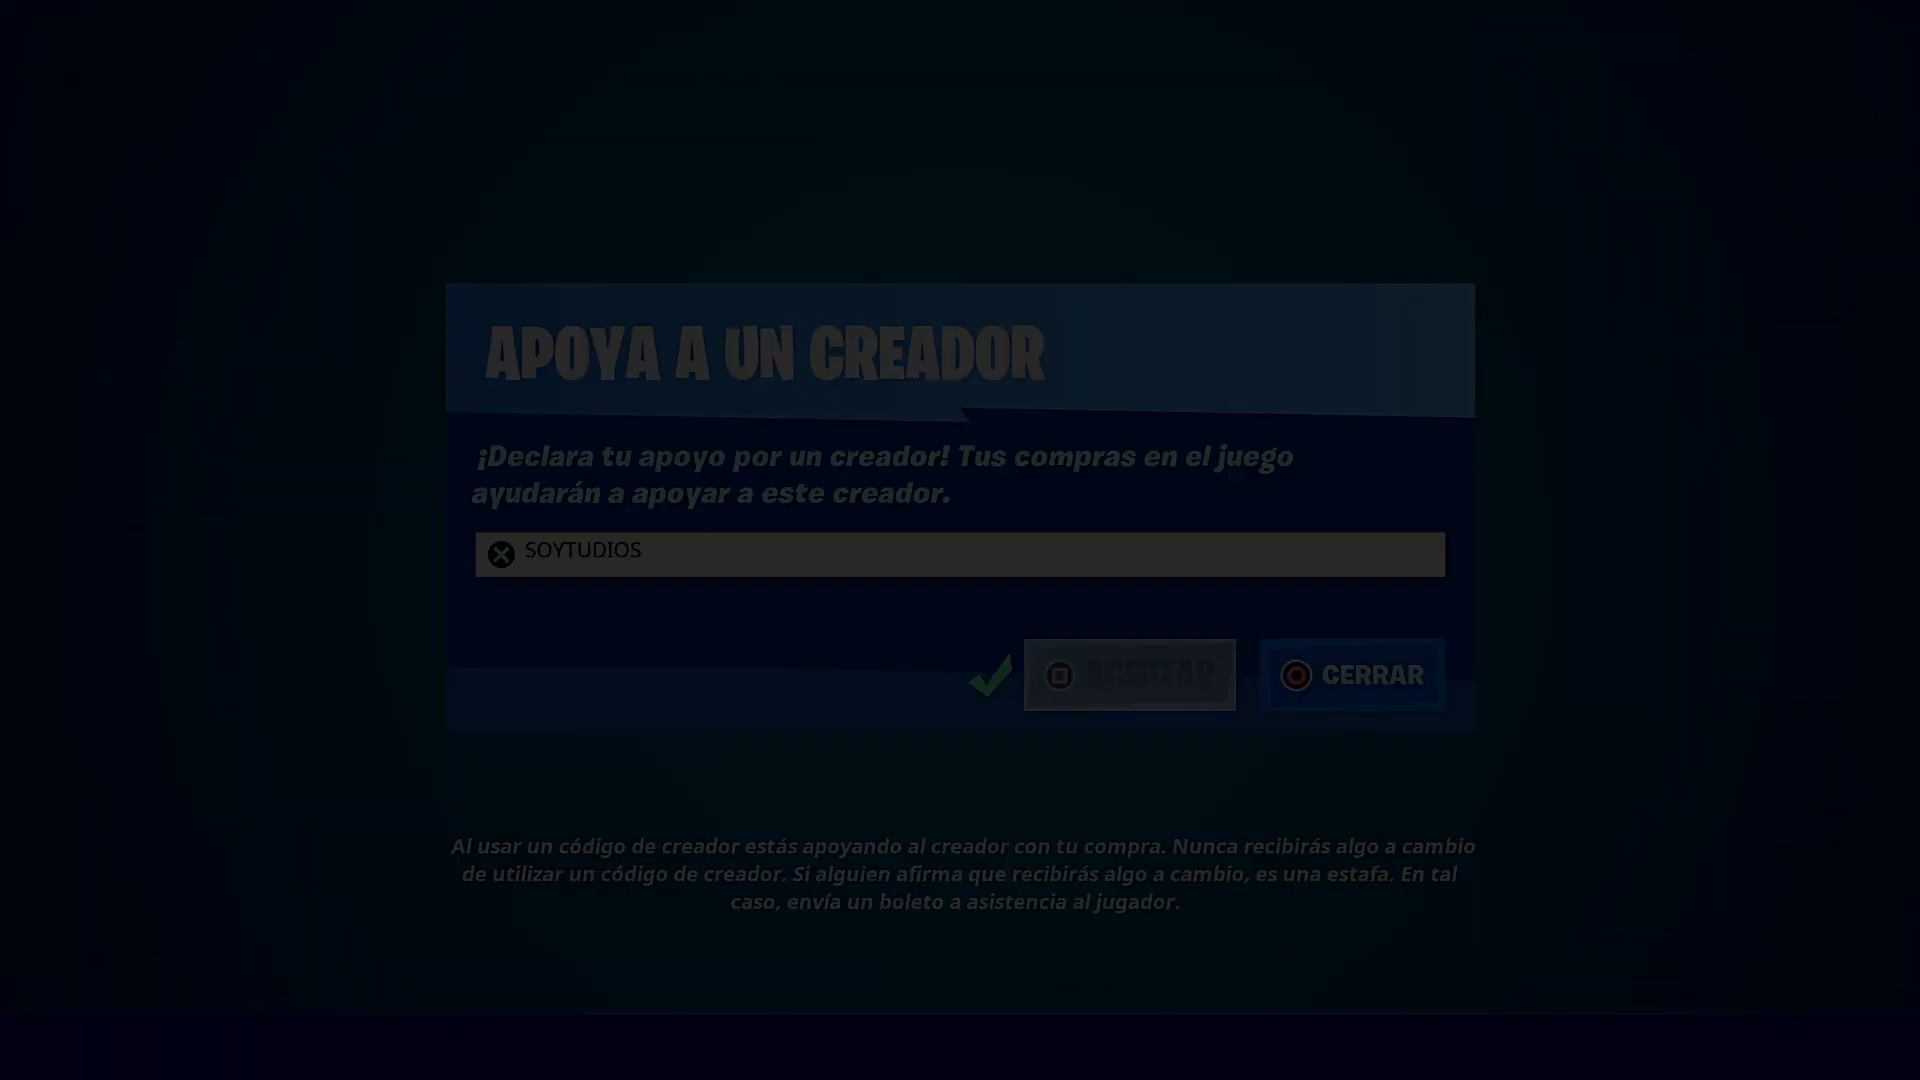 APOYA A UN CREADOR
¡Declara tu apoyo por un creador! Tus compras en el juego
ayudarán a apoyar a este creador.
SOYTUDIOS
CERRAR
Al usar un código de creador estás apoyando al creador con tu compra. Nunca recibirás algo a cambio
de utilizar un código de creador. Si alguien afirma que recibirás algo a cambio, es una estafa. En tal
caso, envía un boleto a asistencia al jugador.